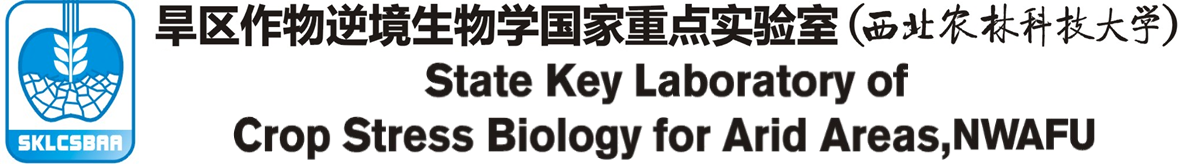 旱区作物逆境生物学国家重点实验室(西北农林科技大学)
State Key Laboratory of
Crop Stress Biology for Arid Areas,NWAFU
SKLCSBAA